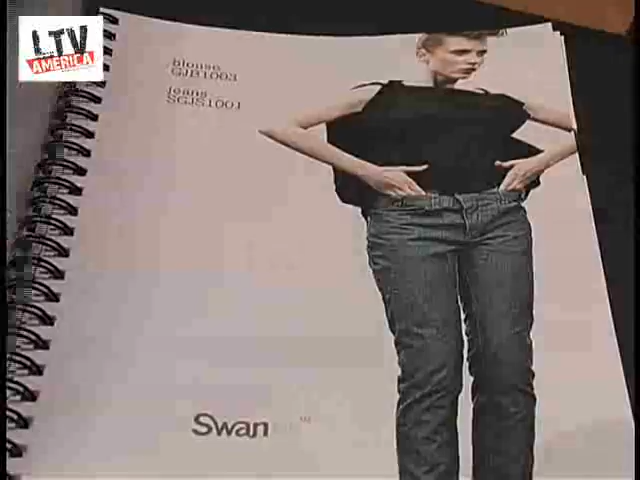 LTV
AMERICA
blouse
GJB1003
jeans
SGJS1001
Swan